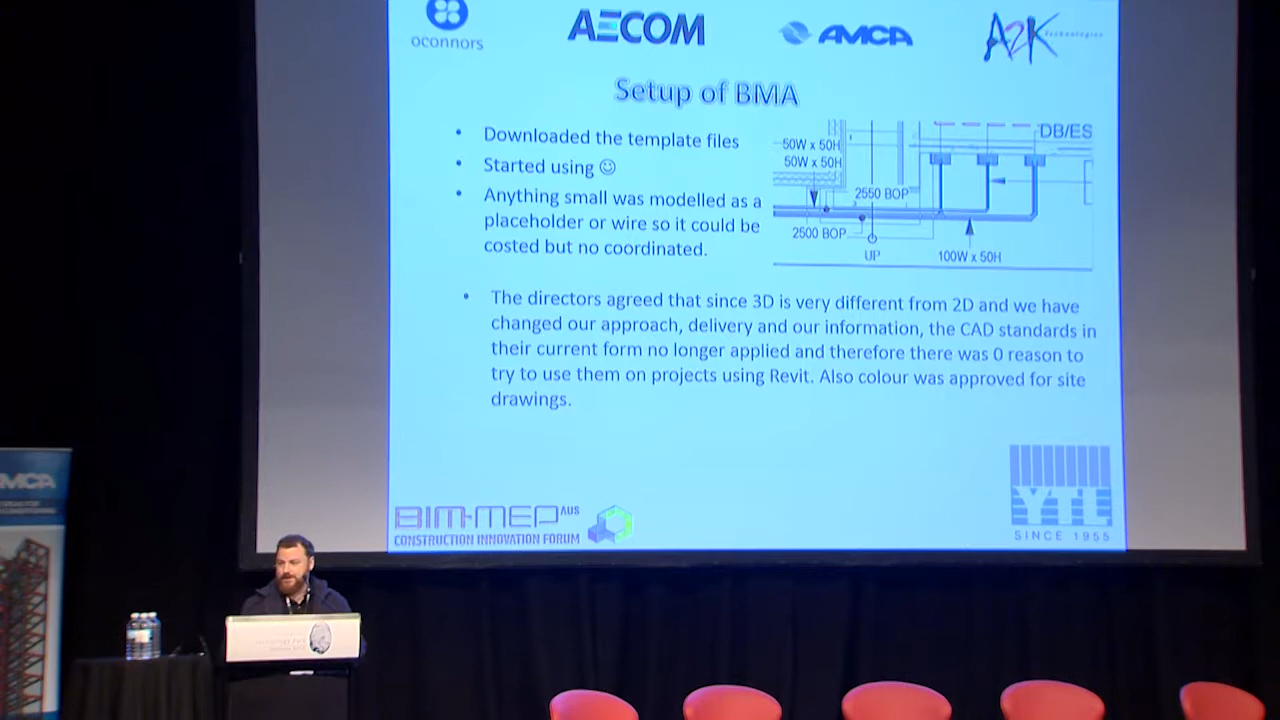 oconnors
AECOM
AMCA
A2K
Technologies
Setup of BMA
• Downloaded the template files
• Started using ☺
• Anything small was modelled as a
placeholder or wire so it could be
costed but no coordinated.
DB/ES
50W x 50H
50W x 50H
2550 BOP
2500 BOP
UP
100W x 50H
• The directors agreed that since 3D is very different from 2D and we have
changed our approach, delivery and our information, the CAD standards in
their current form no longer applied and therefore there was 0 reason to
try to use them on projects using Revit. Also colour was approved for site
drawings.
BIM-MEP AUS
CONSTRUCTION INNOVATION FORUM
YTL
SINCE 1955
MCA